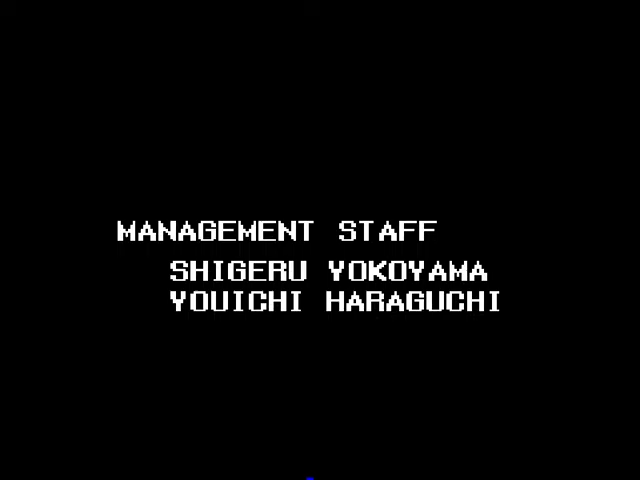 MANAGEMENT STAFF
SHIGERU YOKOYAMA
YOUICHI HARAGUCHI